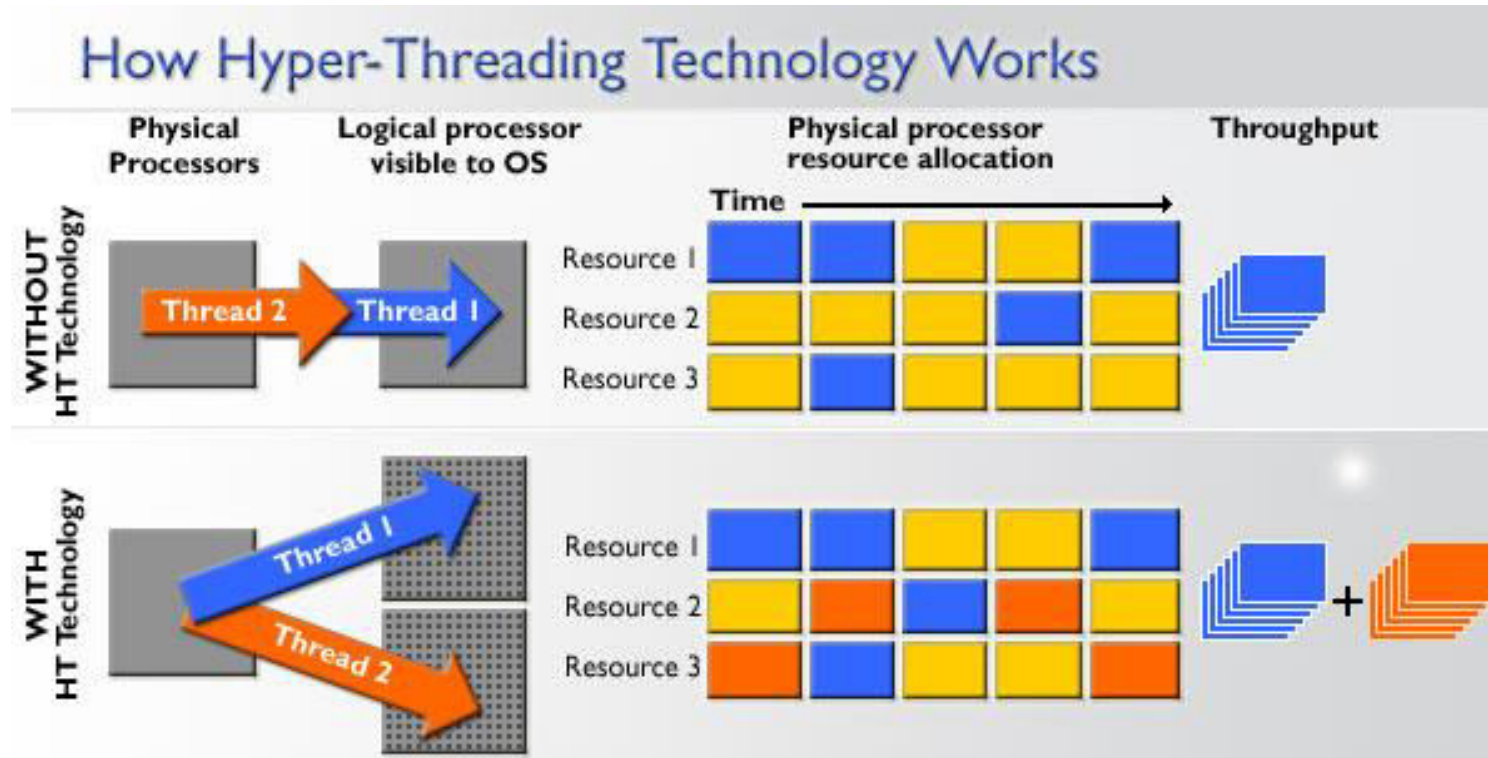 How Hyper-Threading Technology Works
Physical
Processors
Logical processor
visible to OS
Physical processor
resource allocation
Throughput
Time
WITHOUT
HT Technology
Thread 2
Thread 1
Resource 1
Resource 2
Resource 3
WITH
HT Technology
Thread 1
Thread 2
Resource 1
Resource 2
Resource 3
+